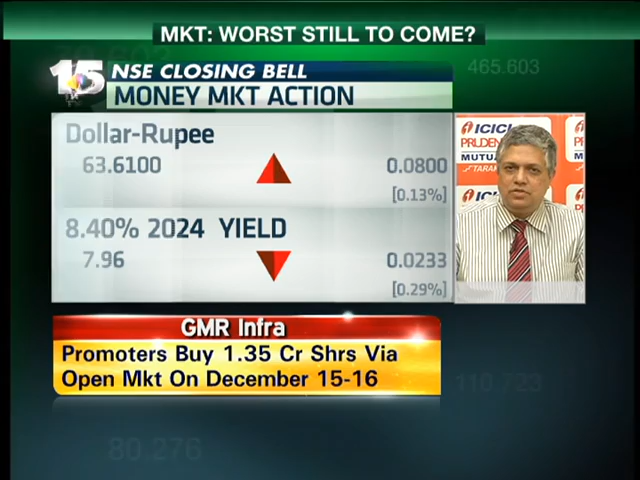 MKT: WORST STILL TO COME?
465.603
15
NSE CLOSING BELL
MONEY MKT ACTION
Dollar-Rupee
63.6100
0.0800
[0.13%]
8.40% 2024 YIELD
7.96
0.0233
[0.29%]
ICICI
PRUDEN
MUTU
TARAK
ICI
GMR Infra
Promoters Buy 1.35 Cr Shrs Via
Open Mkt On December 15-16
110.723
80.276